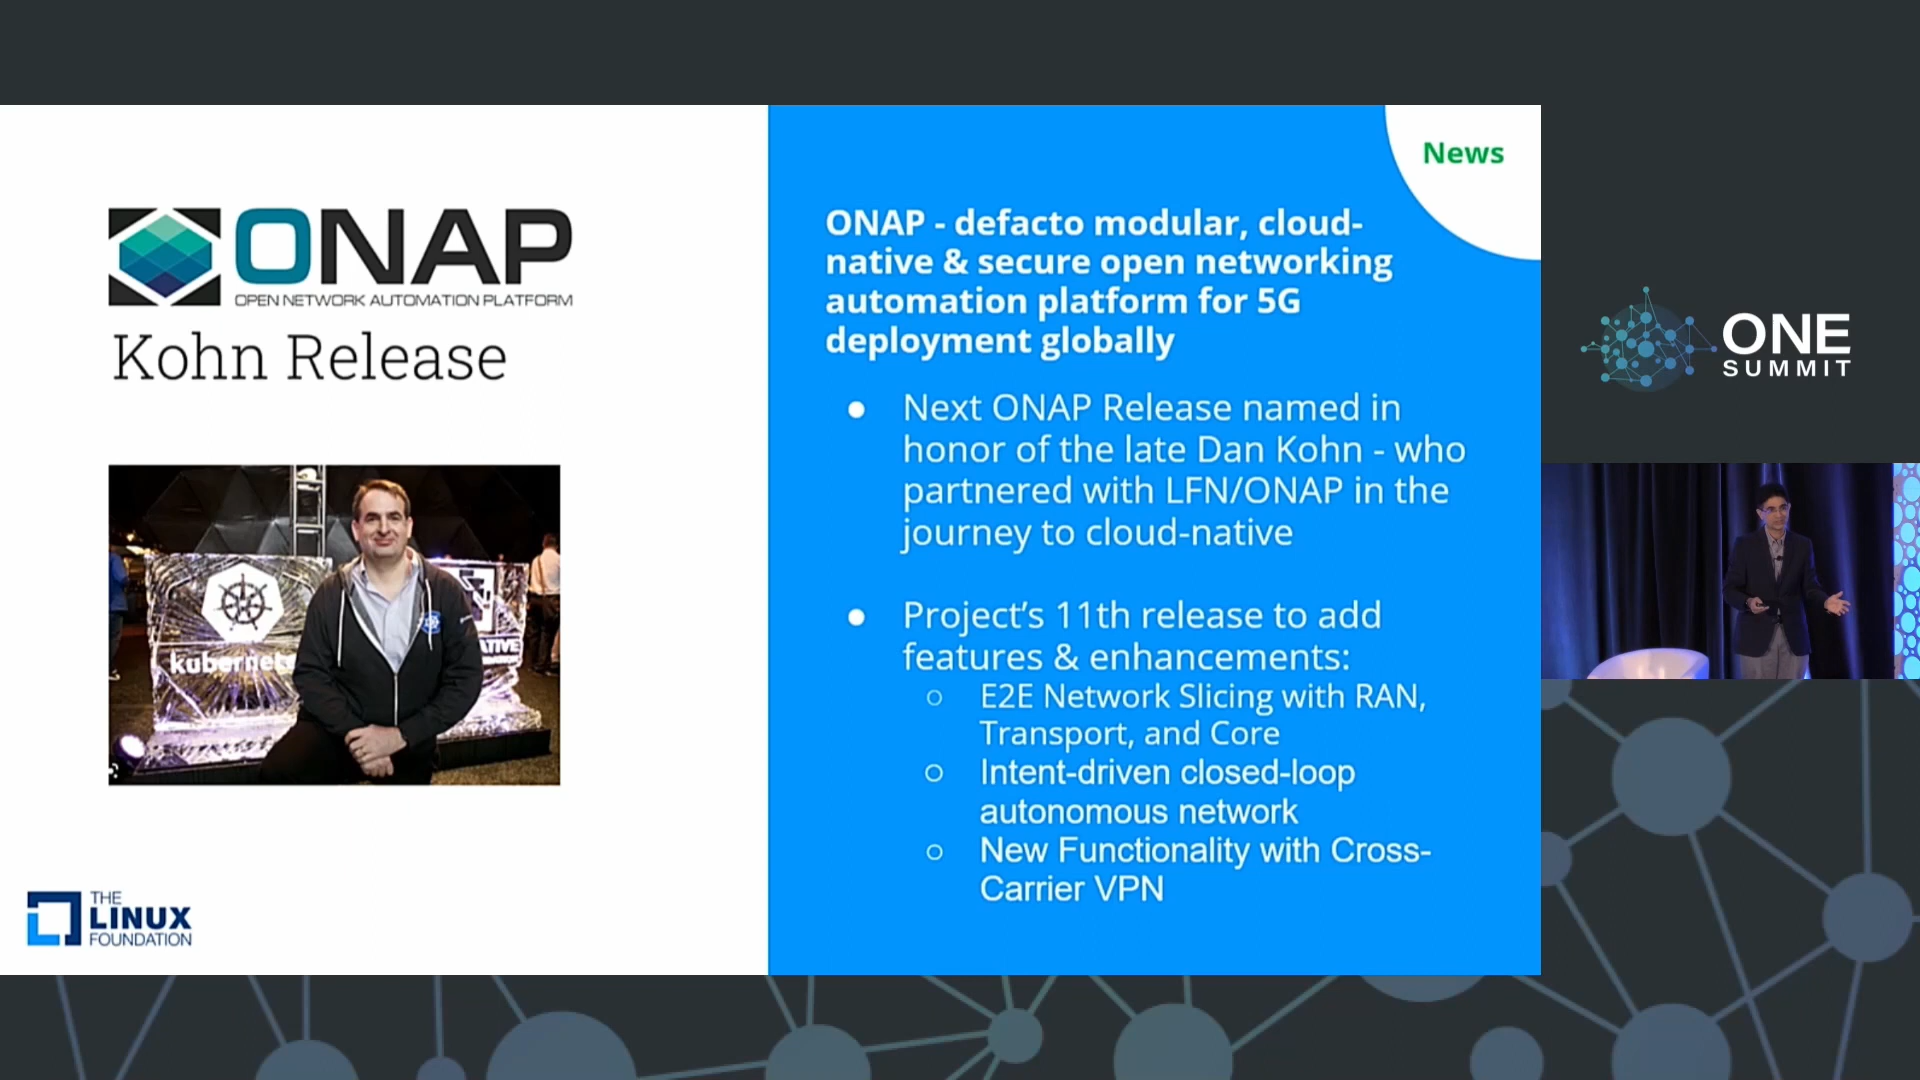 ONAP
OPEN NETWORK AUTOMATION PLATFORM
Kohn Release
kubernet
ATIVE
THE
LINUX
FOUNDATION
News
ONAP - defacto modular, cloud-
native & secure open networking
automation platform for 5G
deployment globally
● Next ONAP Release named in
honor of the late Dan Kohn - who
partnered with LFN/ONAP in the
journey to cloud-native
● Project’s 11th release to add
features & enhancements:
○ E2E Network Slicing with RAN,
Transport, and Core
○ Intent-driven closed-loop
autonomous network
○ New Functionality with Cross-
Carrier VPN
ONE
SUMMIT